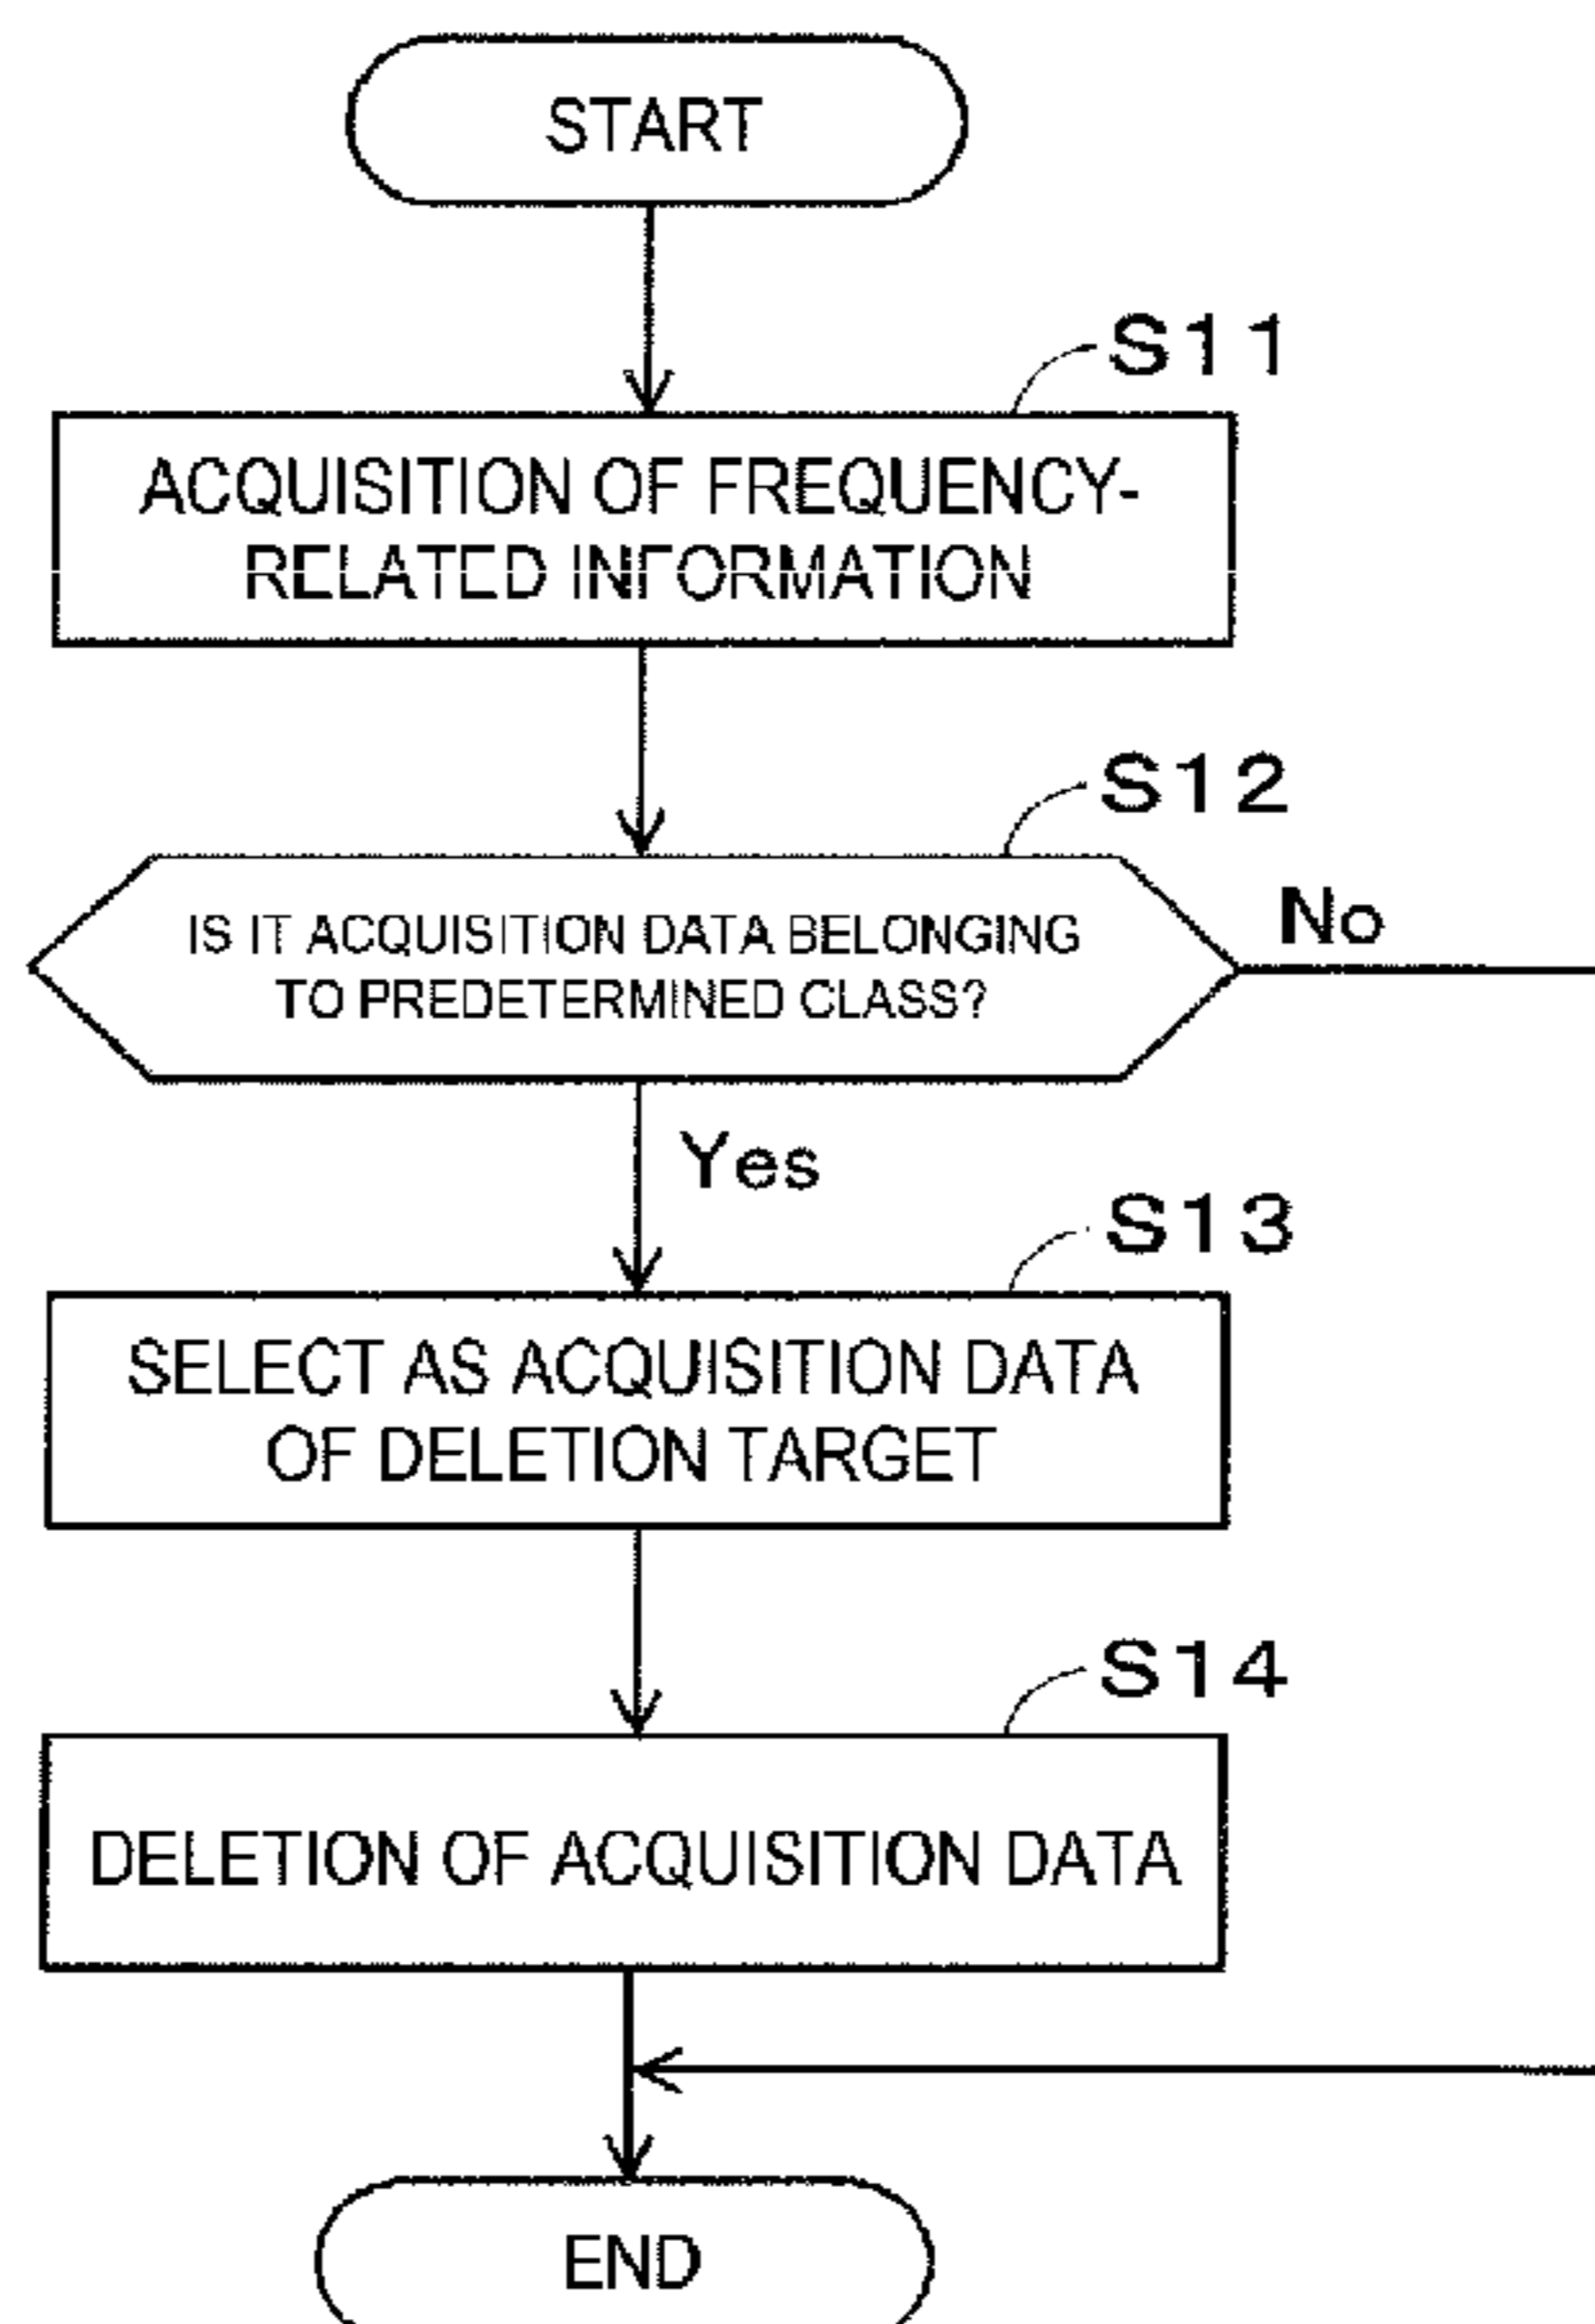 START
S11
ACQUISITION OF FREQUENCY-
RELATED INFORMATION
S12
IS IT ACQUISITION DATA BELONGING
TO PREDETERMINED CLASS?
No
Yes
S13
SELECT AS ACQUISITION DATA
OF DELETION TARGET
S14
DELETION OF ACQUISITION DATA
END